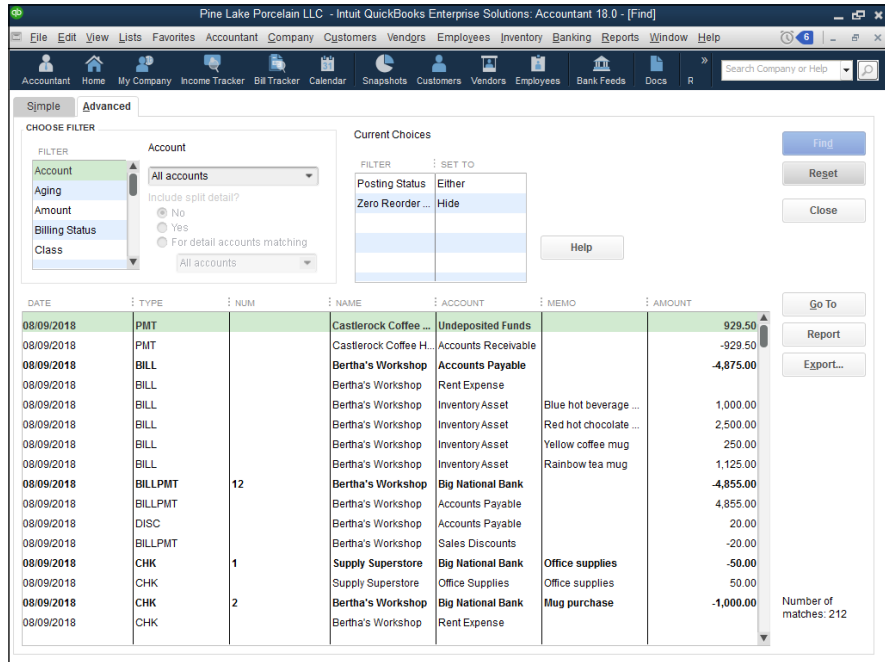 Pine Lake Porcelain LLC - Intuit QuickBooks Enterprise Solutions: Accountant 18.0 - [Find]
File Edit View Lists Favorites Accountant Company Customers Vendors Employees Inventory Banking Reports Window Help 6
Accountant Home My Company Income Tracker Bill Tracker Calendar Snapshots Customers Vendors Employees Bank Feeds Docs R » Search Company or Help
31
Simple Advanced
CHOOSE FILTER
FILTER
Account
Aging
Amount
Billing Status
Class
Account
All accounts
Include split detail?
No
Yes
For detail accounts matching
All accounts
Current Choices
FILTER SET TO
Posting Status Either
Zero Reorder ... Hide
Help
Find
Reset
Close
DATE TYPE NUM NAME ACCOUNT MEMO AMOUNT
08/09/2018 PMT Castlerock Coffee ... Undeposited Funds 929.50
08/09/2018 PMT Castlerock Coffee H... Accounts Receivable -929.50
08/09/2018 BILL Bertha's Workshop Accounts Payable -4,875.00
08/09/2018 BILL Bertha's Workshop Rent Expense
08/09/2018 BILL Bertha's Workshop Inventory Asset Blue hot beverage ... 1,000.00
08/09/2018 BILL Bertha's Workshop Inventory Asset Red hot chocolate ... 2,500.00
08/09/2018 BILL Bertha's Workshop Inventory Asset Yellow coffee mug 250.00
08/09/2018 BILL Bertha's Workshop Inventory Asset Rainbow tea mug 1,125.00
08/09/2018 BILLPMT 12 Bertha's Workshop Big National Bank -4,855.00
08/09/2018 BILLPMT Bertha's Workshop Accounts Payable 4,855.00
08/09/2018 DISC Bertha's Workshop Accounts Payable 20.00
08/09/2018 BILLPMT Bertha's Workshop Sales Discounts -20.00
08/09/2018 CHK 1 Supply Superstore Big National Bank Office supplies -50.00
08/09/2018 CHK Supply Superstore Office Supplies Office supplies 50.00
08/09/2018 CHK 2 Bertha's Workshop Big National Bank Mug purchase -1,000.00
08/09/2018 CHK Bertha's Workshop Rent Expense
Go To
Report
Export...
Number of
matches: 212